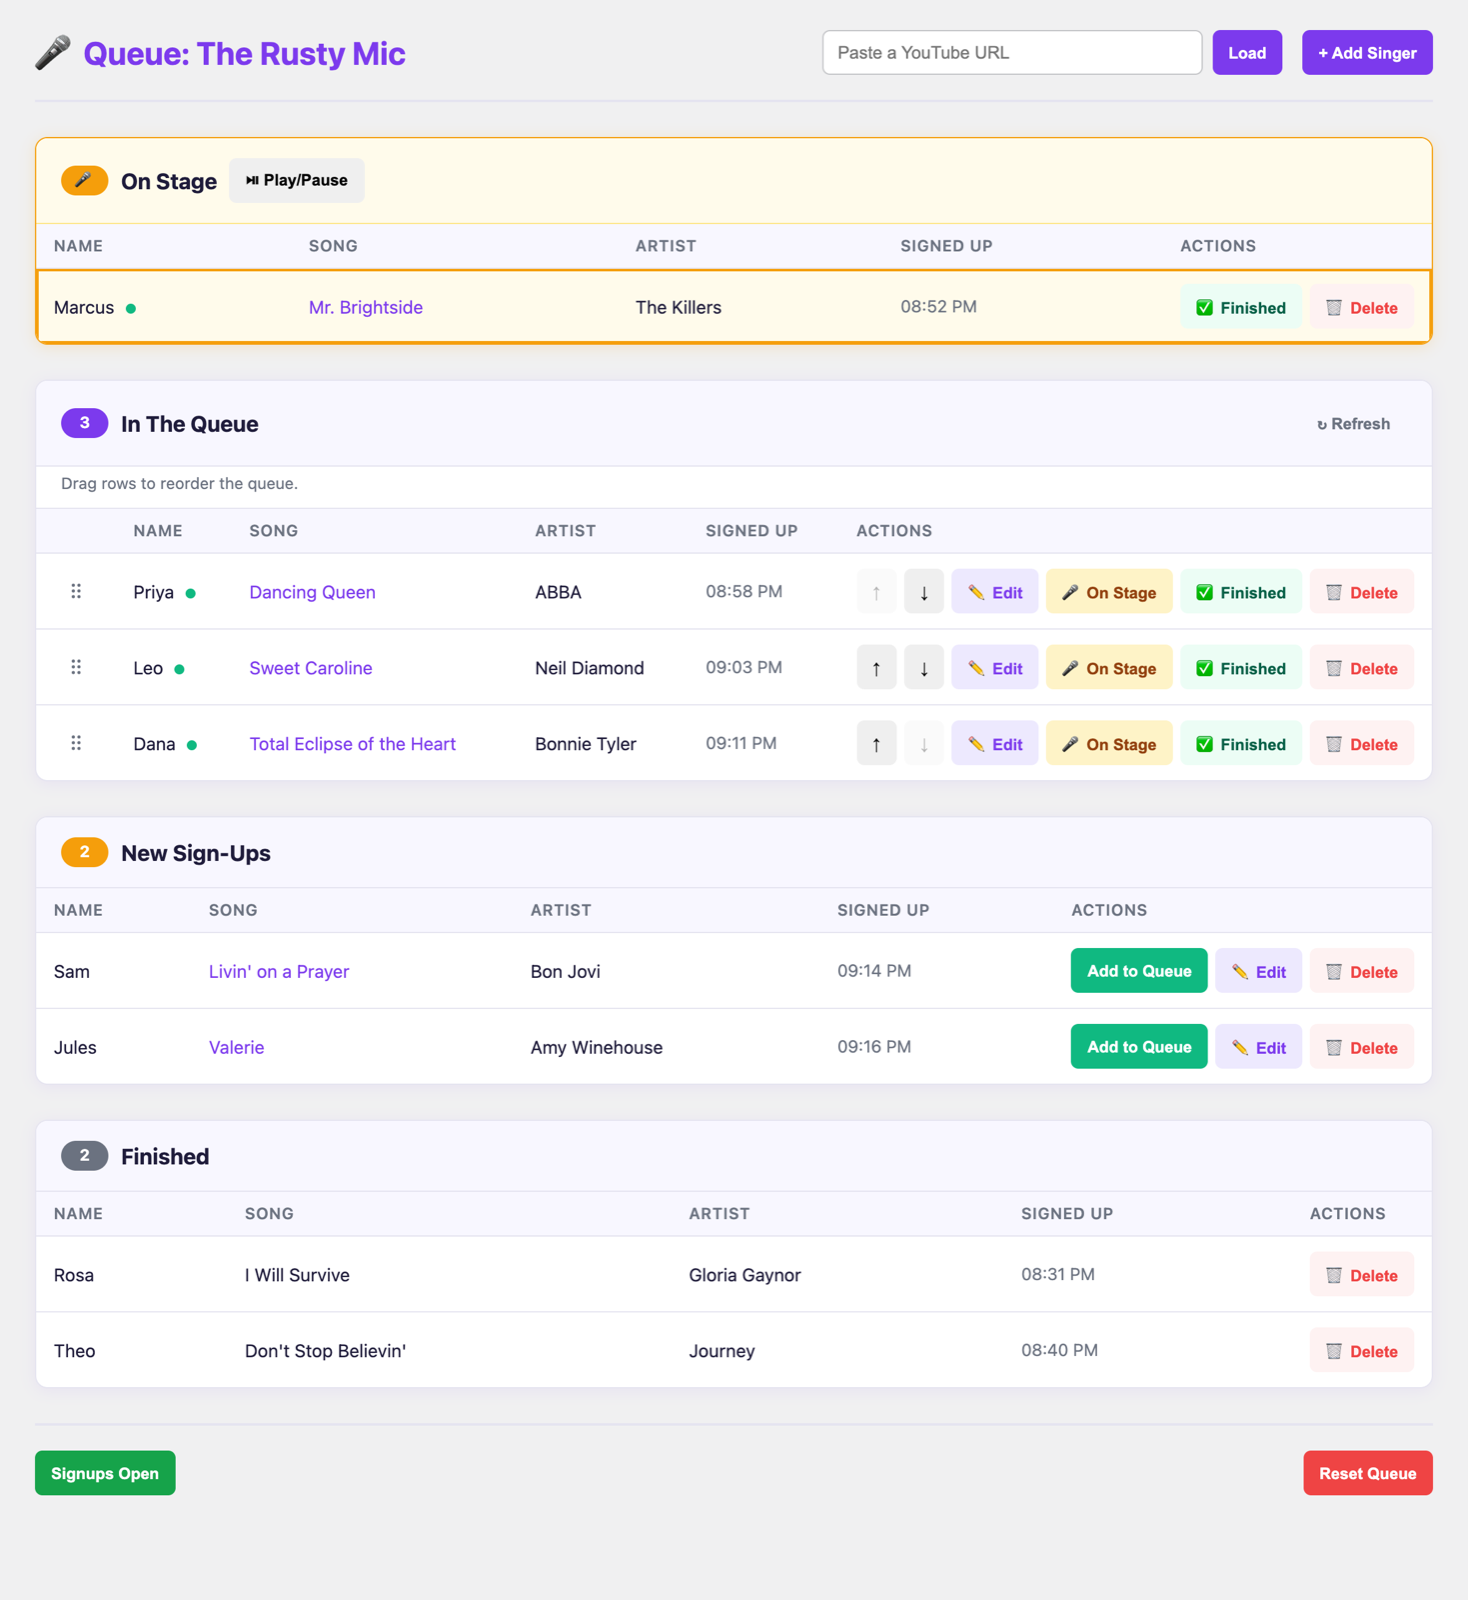 🎤 Queue: The Rusty Mic
Paste a YouTube URL
Load
+ Add Singer
🎤 On Stage ⏯ Play/Pause
NAME SONG ARTIST SIGNED UP ACTIONS
Marcus Mr. Brightside The Killers 08:52 PM ✅ Finished 🗑️ Delete
3 In The Queue ↻ Refresh
Drag rows to reorder the queue.
NAME SONG ARTIST SIGNED UP ACTIONS
⠿ Priya Dancing Queen ABBA 08:58 PM ↑ ↓ ✏️ Edit 🎤 On Stage ✅ Finished 🗑️ Delete
⠿ Leo Sweet Caroline Neil Diamond 09:03 PM ↑ ↓ ✏️ Edit 🎤 On Stage ✅ Finished 🗑️ Delete
⠿ Dana Total Eclipse of the Heart Bonnie Tyler 09:11 PM ↑ ↓ ✏️ Edit 🎤 On Stage ✅ Finished 🗑️ Delete
2 New Sign-Ups
NAME SONG ARTIST SIGNED UP ACTIONS
Sam Livin' on a Prayer Bon Jovi 09:14 PM Add to Queue ✏️ Edit 🗑️ Delete
Jules Valerie Amy Winehouse 09:16 PM Add to Queue ✏️ Edit 🗑️ Delete
2 Finished
NAME SONG ARTIST SIGNED UP ACTIONS
Rosa I Will Survive Gloria Gaynor 08:31 PM 🗑️ Delete
Theo Don't Stop Believin' Journey 08:40 PM 🗑️ Delete
Signups Open
Reset Queue